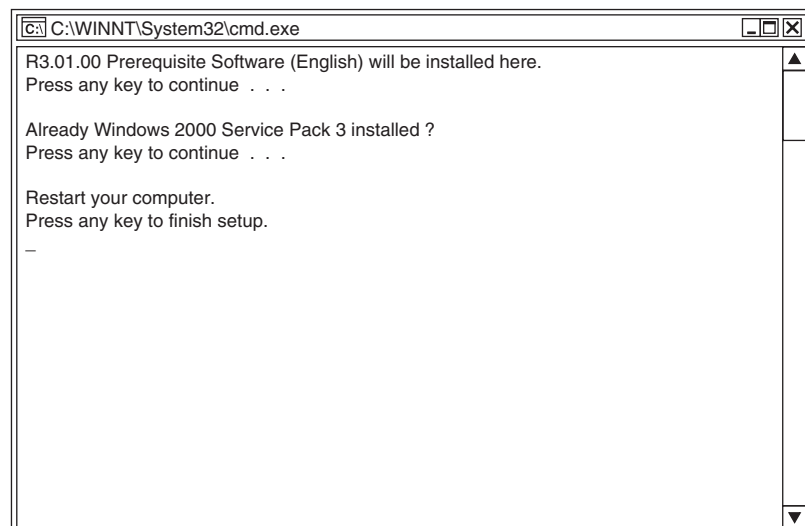 C:\ C:\WINNT\System32\cmd.exe
R3.01.00 Prerequisite Software (English) will be installed here.
Press any key to continue . . .
Already Windows 2000 Service Pack 3 installed ?
Press any key to continue . . .
Restart your computer.
Press any key to finish setup.
_